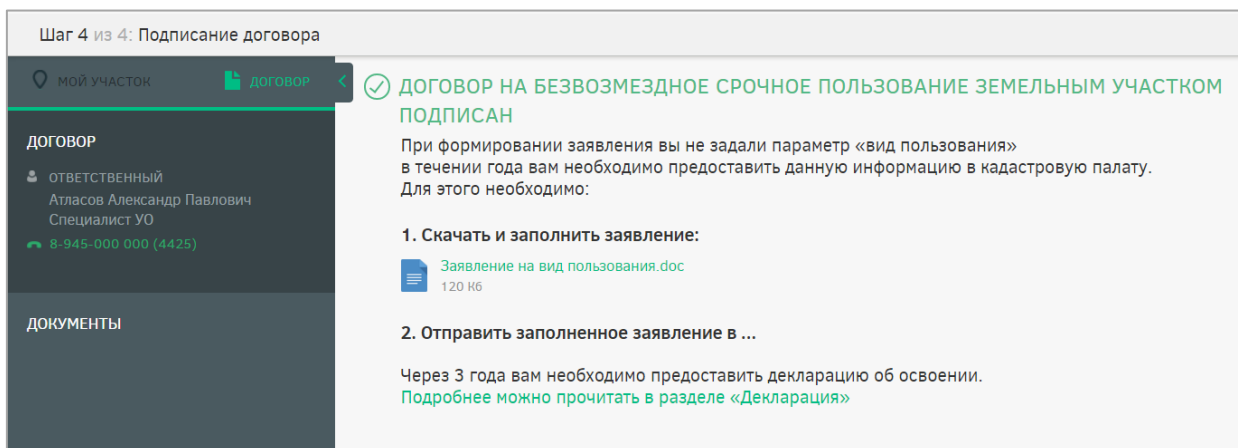 Шаг 4 из 4: Подписание договора
МОЙ УЧАСТОК
ДОГОВОР
ДОГОВОР
ОТВЕТСТВЕННЫЙ
Атласов Александр Павлович
Специалист УО
8-945-000 000 (4425)
ДОКУМЕНТЫ
ДОГОВОР НА БЕЗВОЗМЕЗДНОЕ СРОЧНОЕ ПОЛЬЗОВАНИЕ ЗЕМЕЛЬНЫМ УЧАСТКОМ
ПОДПИСАН
При формировании заявления вы не задали параметр «вид пользования»
в течении года вам необходимо предоставить данную информацию в кадастровую палату.
Для этого необходимо:
1. Скачать и заполнить заявление:
Заявление на вид пользования.doc
120 Кб
2. Отправить заполненное заявление в ...
Через 3 года вам необходимо предоставить декларацию об освоении.
Подробнее можно прочитать в разделе «Декларация»